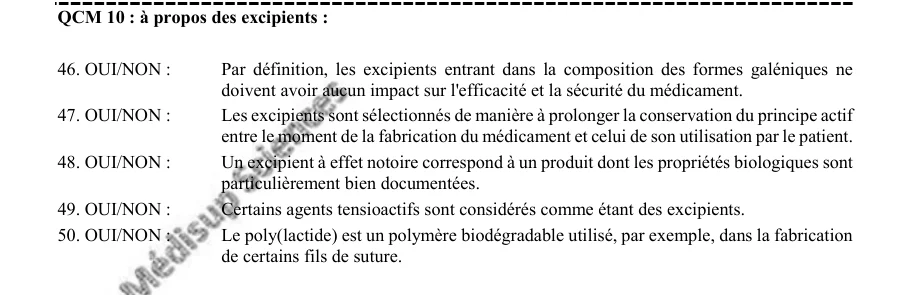 QCM 10 : à propos des excipients :
46. OUI/NON : Par définition, les excipients entrant dans la composition des formes galéniques ne
doivent avoir aucun impact sur l'efficacité et la sécurité du médicament.
47. OUI/NON : Les excipients sont sélectionnés de manière à prolonger la conservation du principe actif
entre le moment de la fabrication du médicament et celui de son utilisation par le patient.
48. OUI/NON : Un excipient à effet notoire correspond à un produit dont les propriétés biologiques sont
particulièrement bien documentées.
49. OUI/NON : Certains agents tensioactifs sont considérés comme étant des excipients.
50. OUI/NON : Le poly(lactide) est un polymère biodégradable utilisé, par exemple, dans la fabrication
de certains fils de suture.
Médisup Sciences